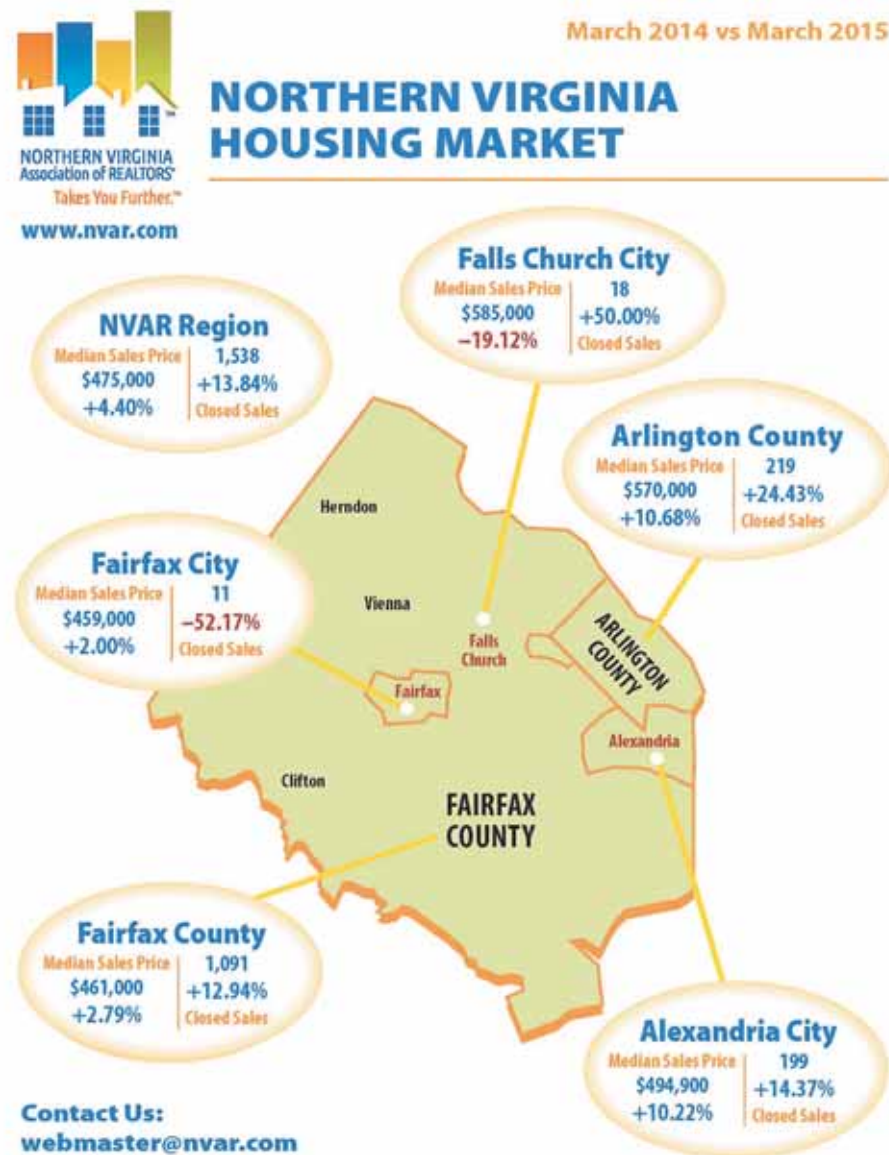 March 2014 vs March 2015
NORTHERN VIRGINIA
HOUSING MARKET
NORTHERN VIRGINIA
Association of REALTORS®
Takes You Further.™
www.nvar.com
Falls Church City
Median Sales Price 18
$585,000 +50.00%
−19.12% Closed Sales
NVAR Region
Median Sales Price 1,538
$475,000 +13.84%
+4.40% Closed Sales
Arlington County
Median Sales Price 219
$570,000 +24.43%
+10.68% Closed Sales
Herndon
Fairfax City
Median Sales Price 11
$459,000 −52.17%
+2.00% Closed Sales
Vienna
Falls
Church
ARLINGTON
COUNTY
Fairfax
Alexandria
Clifton
FAIRFAX
COUNTY
Fairfax County
Median Sales Price 1,091
$461,000 +12.94%
+2.79% Closed Sales
Alexandria City
Median Sales Price 199
$494,900 +14.37%
+10.22% Closed Sales
Contact Us:
webmaster@nvar.com